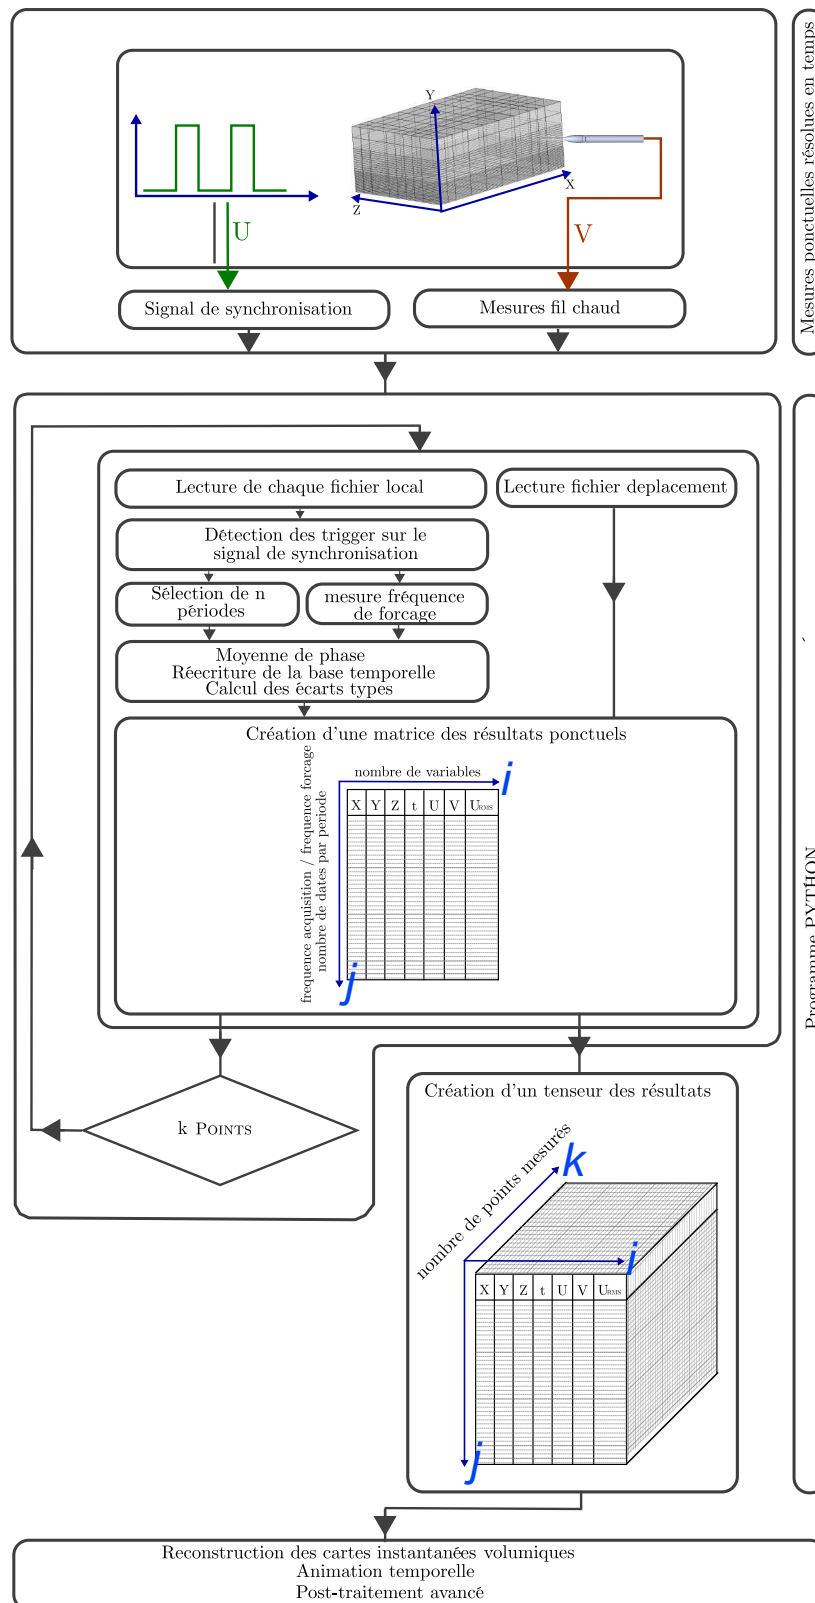 Mesures ponctuelles résolues en temps
Y
X
Z
U
V
Signal de synchronisation
Mesures fil chaud
Lecture de chaque fichier local
Lecture fichier deplacement
Détection des trigger sur le
signal de synchronisation
Sélection de n
périodes
mesure fréquence
de forcage
Moyenne de phase
Réecriture de la base temporelle
Calcul des écarts types
Création d'une matrice des résultats ponctuels
nombre de variables
i
frequence acquisition / frequence forcage
nombre de dates par periode
X Y Z t U V URMS
j
Programme PYTHON
k POINTS
Création d'un tenseur des résultats
nombre de points mesurés
k
i
X Y Z t U V URMS
j
Reconstruction des cartes instantanées volumiques
Animation temporelle
Post-traitement avancé